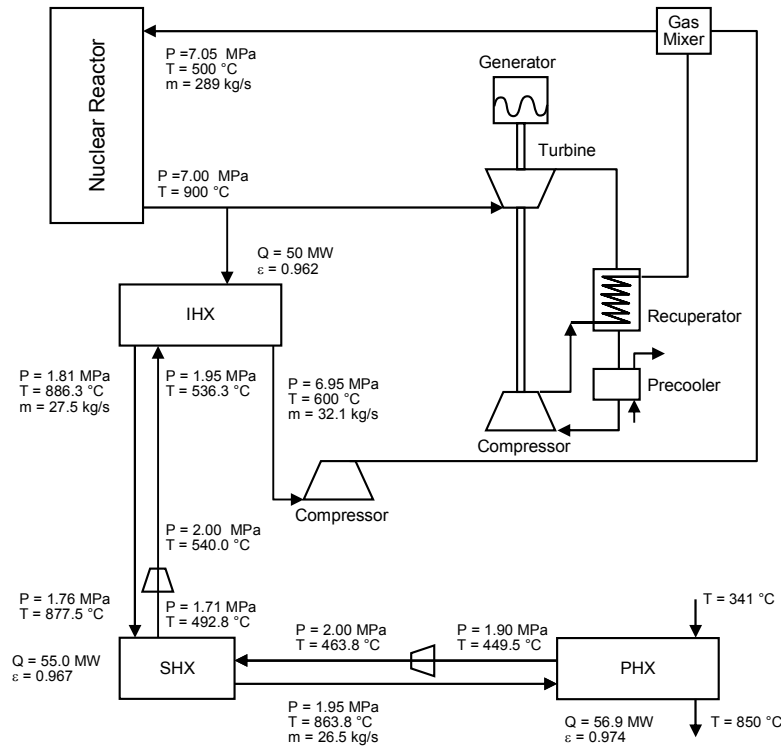 Nuclear Reactor
P =7.05 MPa
T = 500 °C
m = 289 kg/s
Gas
Mixer
Generator
Turbine
P =7.00 MPa
T = 900 °C
Q = 50 MW
ε = 0.962
IHX
Recuperator
Precooler
Compressor
P = 1.81 MPa
T = 886.3 °C
m = 27.5 kg/s
P = 1.95 MPa
T = 536.3 °C
P = 6.95 MPa
T = 600 °C
m = 32.1 kg/s
Compressor
P = 2.00 MPa
T = 540.0 °C
P = 1.76 MPa
T = 877.5 °C
P = 1.71 MPa
T = 492.8 °C
Q = 55.0 MW
ε = 0.967
SHX
P = 2.00 MPa
T = 463.8 °C
P = 1.90 MPa
T = 449.5 °C
T = 341 °C
PHX
P = 1.95 MPa
T = 863.8 °C
m = 26.5 kg/s
Q = 56.9 MW
ε = 0.974
T = 850 °C